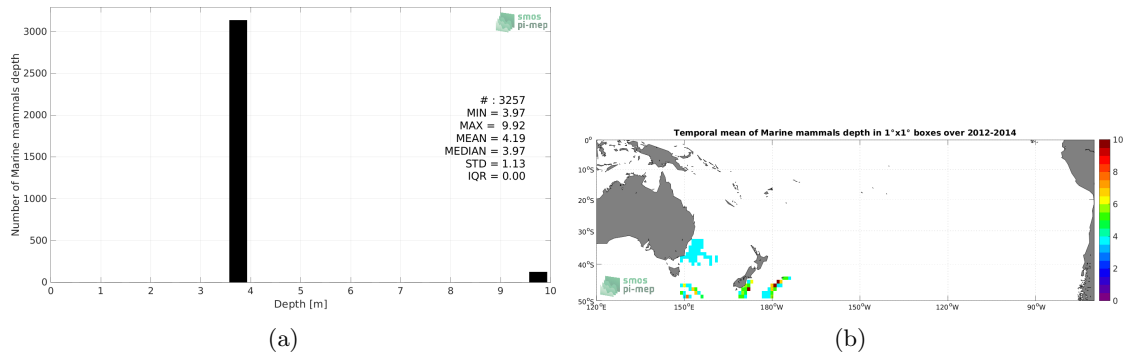 3000
2500
2000
1500
1000
500
0
Number of Marine mammals depth
smos
pi-mep
# : 3257
MIN = 3.97
MAX = 9.92
MEAN = 4.19
MEDIAN = 3.97
STD = 1.13
IQR = 0.00
0 1 2 3 4 5 6 7 8 9 10
Depth [m]
(a)
Temporal mean of Marine mammals depth in 1°x1° boxes over 2012-2014
0°
10°S
20°S
30°S
40°S
50°S
smos
pi-mep
120°E 150°E 180°W 150°W 120°W 90°W
10
8
6
4
2
0
(b)